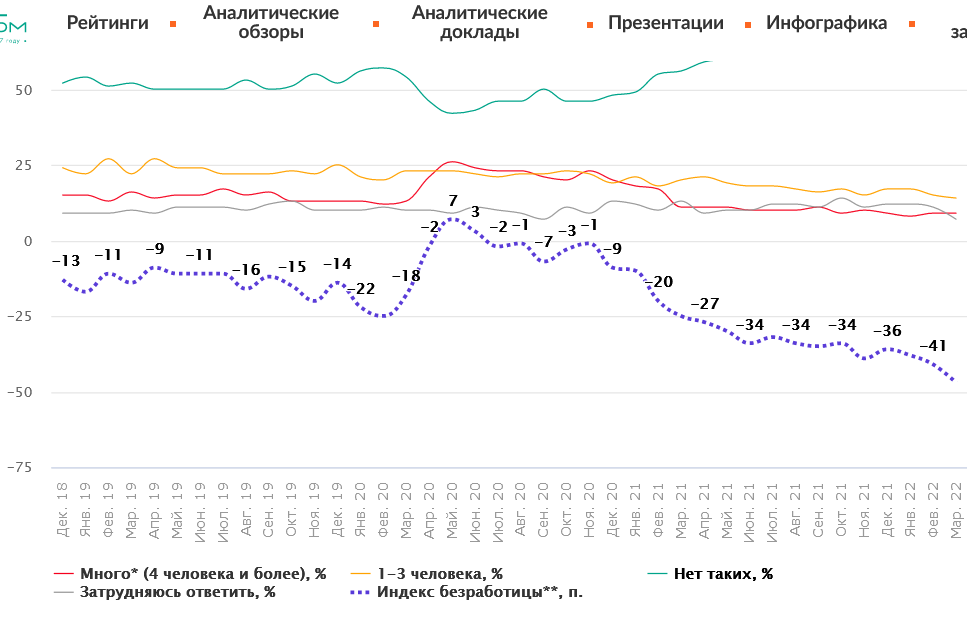 Рейтинги
Аналитические
обзоры
Аналитические
доклады
Презентации
Инфографика
за
ом
7 году
50
25
0
−25
−50
−75
−13
−11
−9
−11
−16
−15
−14
−22
−18
−2
7
3
−2
−1
−7
−3
−1
−9
−20
−27
−34
−34
−34
−36
−41
Дек. 18
Янв. 19
Фев. 19
Мар. 19
Апр. 19
Май. 19
Июн. 19
Июл. 19
Авг. 19
Сен. 19
Окт. 19
Ноя. 19
Дек. 19
Янв. 20
Фев. 20
Мар. 20
Апр. 20
Май. 20
Июн. 20
Июл. 20
Авг. 20
Сен. 20
Окт. 20
Ноя. 20
Дек. 20
Янв. 21
Фев. 21
Мар. 21
Апр. 21
Май. 21
Июн. 21
Июл. 21
Авг. 21
Сен. 21
Окт. 21
Ноя. 21
Дек. 21
Янв. 22
Фев. 22
Мар. 22
Много* (4 человека и более), %
1–3 человека, %
Нет таких, %
Затрудняюсь ответить, %
Индекс безработицы**, п.